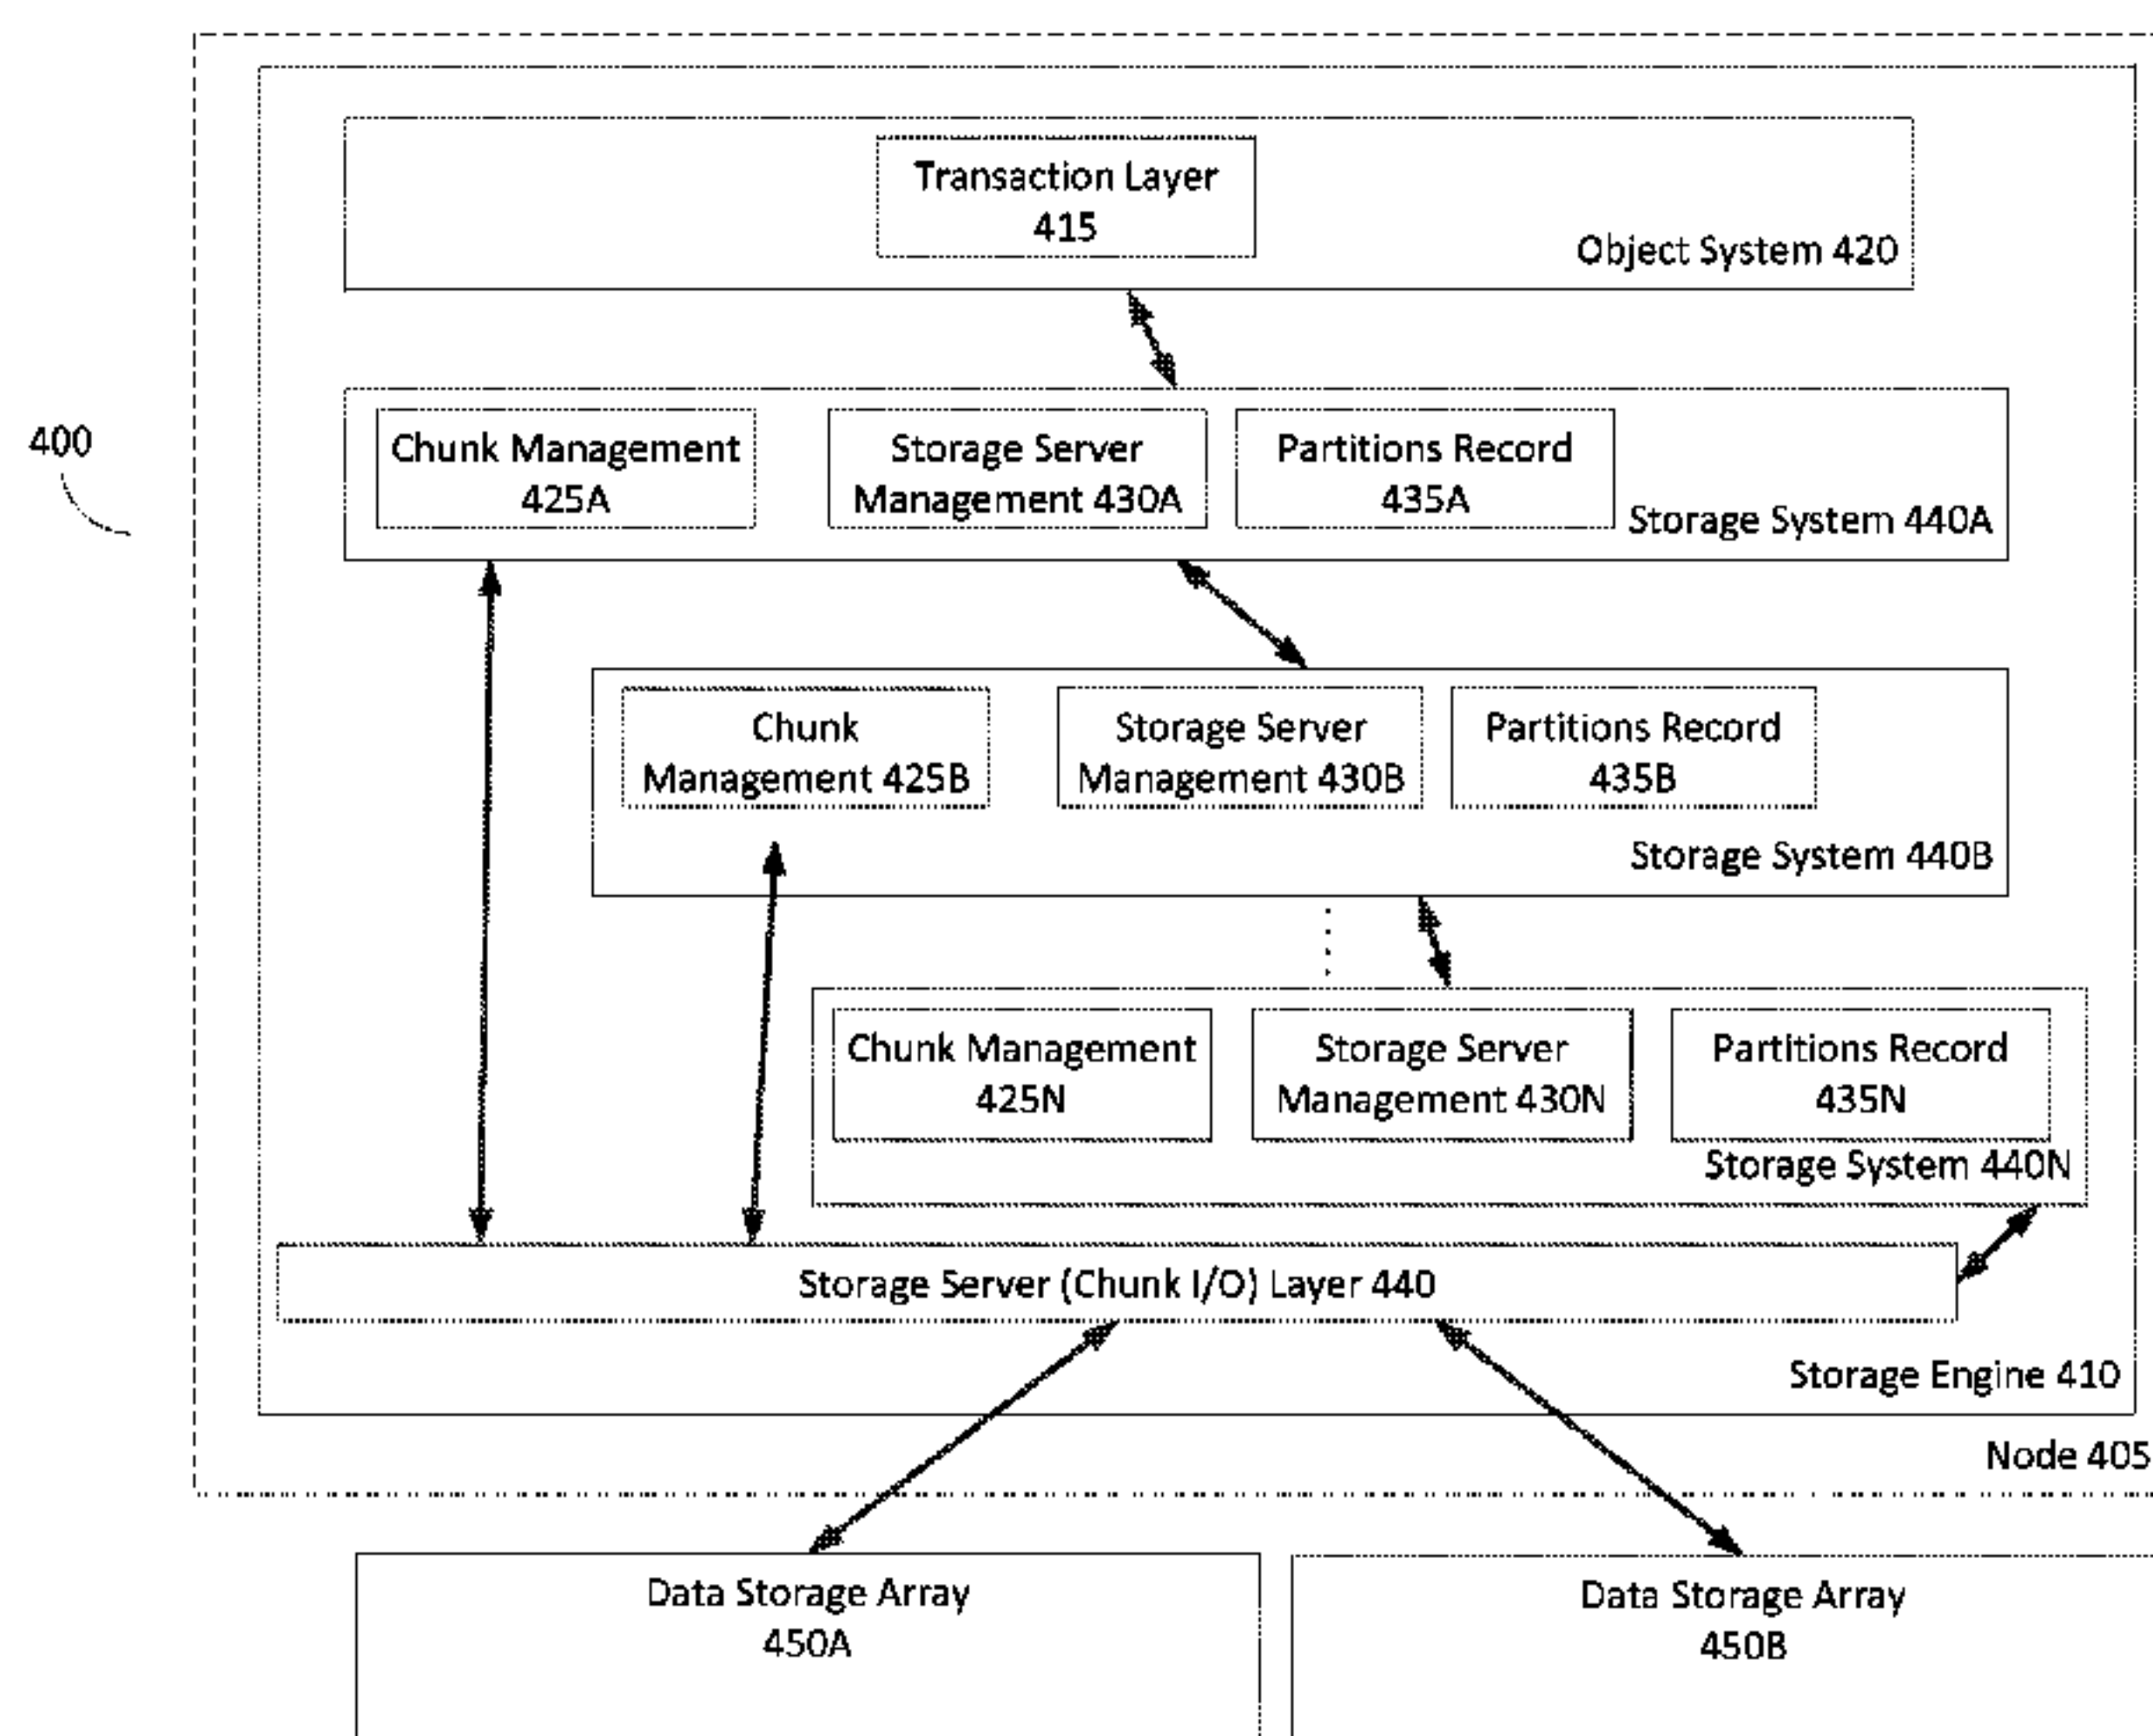 Transaction Layer
415
Object System 420
400
Chunk Management
425A
Storage Server
Management 430A
Partitions Record
435A
Storage System 440A
Chunk
Management 425B
Storage Server
Management 430B
Partitions Record
435B
Storage System 440B
Chunk Management
425N
Storage Server
Management 430N
Partitions Record
435N
Storage System 440N
Storage Server (Chunk I/O) Layer 440
Storage Engine 410
Node 405
Data Storage Array
450A
Data Storage Array
450B